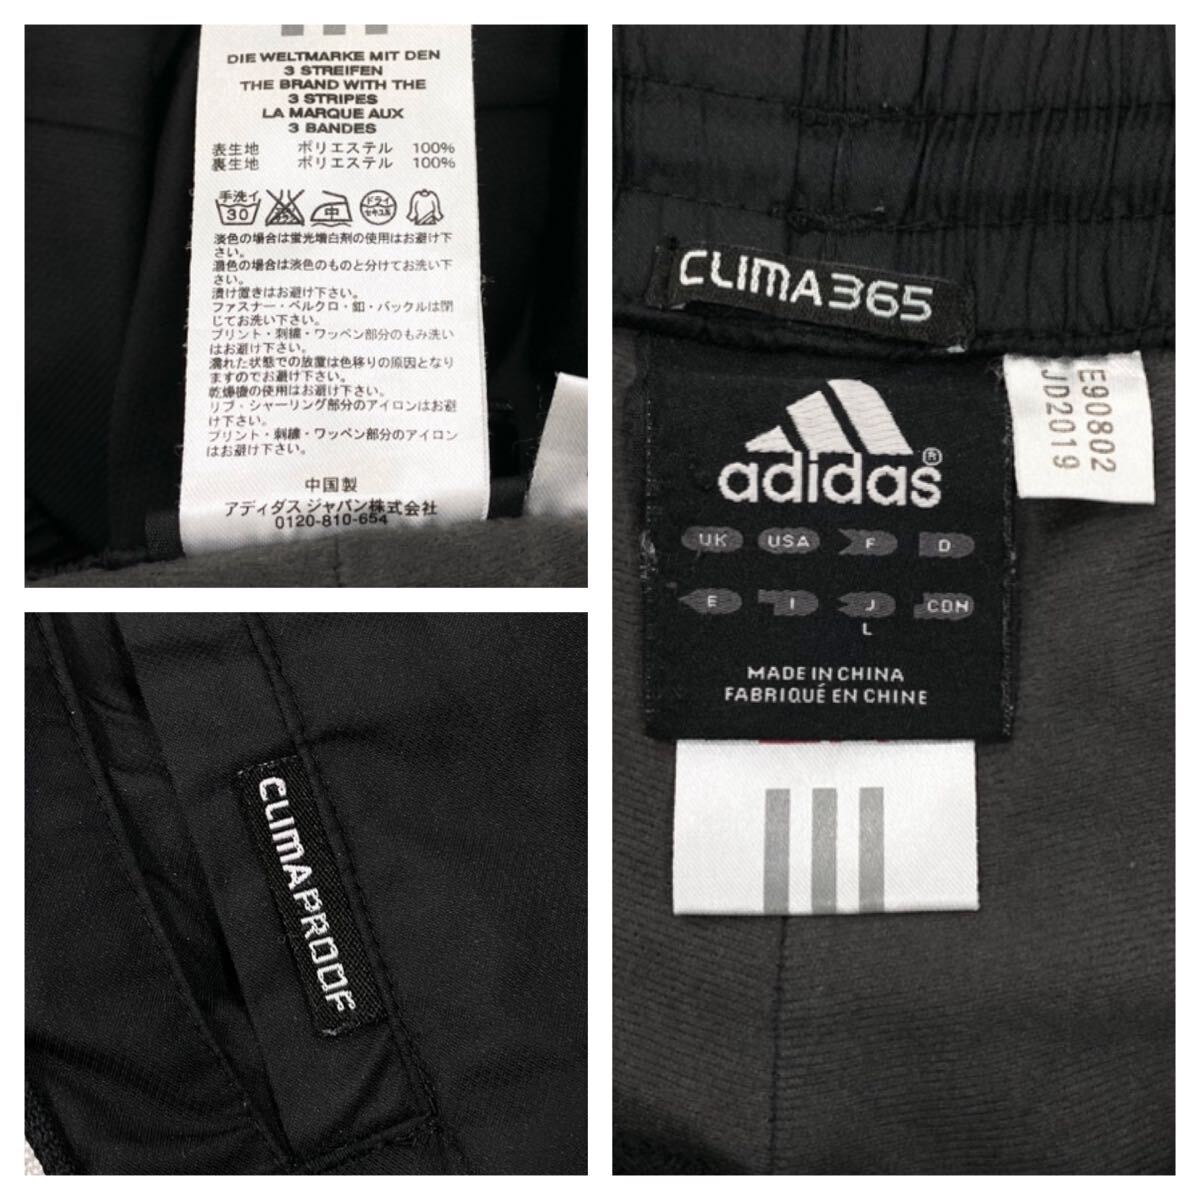 DIE WELTMARKE MIT DEN
3 STREIFEN
THE BRAND WITH THE
3 STRIPES
LA MARQUE AUX
3 BANDES
表生地 ポリエステル 100%
裏生地 ポリエステル 100%
手洗イ
30
中
ドライ
セキユ系
淡色の場合は蛍光増白剤の使用はお避け下
さい。
濃色の場合は淡色のものと分けてお洗い下
さい。
漬け置きはお避け下さい。
ファスナー・ベルクロ・釦・バックルは閉
じてお洗い下さい。
プリント・刺繍・ワッペン部分のもみ洗い
はお避け下さい。
濡れた状態での放置は色移りの原因となり
ますのでお避け下さい。
乾燥機の使用はお避け下さい。
リブ・シャーリング部分のアイロンはお避
け下さい。
プリント・刺繍・ワッペン部分のアイロン
はお避け下さい。
中国製
アディダス ジャパン株式会社
0120-810-654
CLIMAPROOF
CLIMA365
adidas®
UK USA F D
E I J CDN
L
MADE IN CHINA
FABRIQUÉ EN CHINE
E90802
JD2019